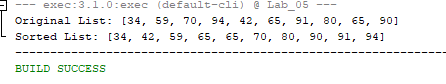 --- exec:3.1.0:exec (default-cli) @ Lab_05 ---
Original List: [34, 59, 70, 94, 42, 65, 91, 80, 65, 90]
Sorted List: [34, 42, 59, 65, 65, 70, 80, 90, 91, 94]
------------------------------------------------------------------------
BUILD SUCCESS